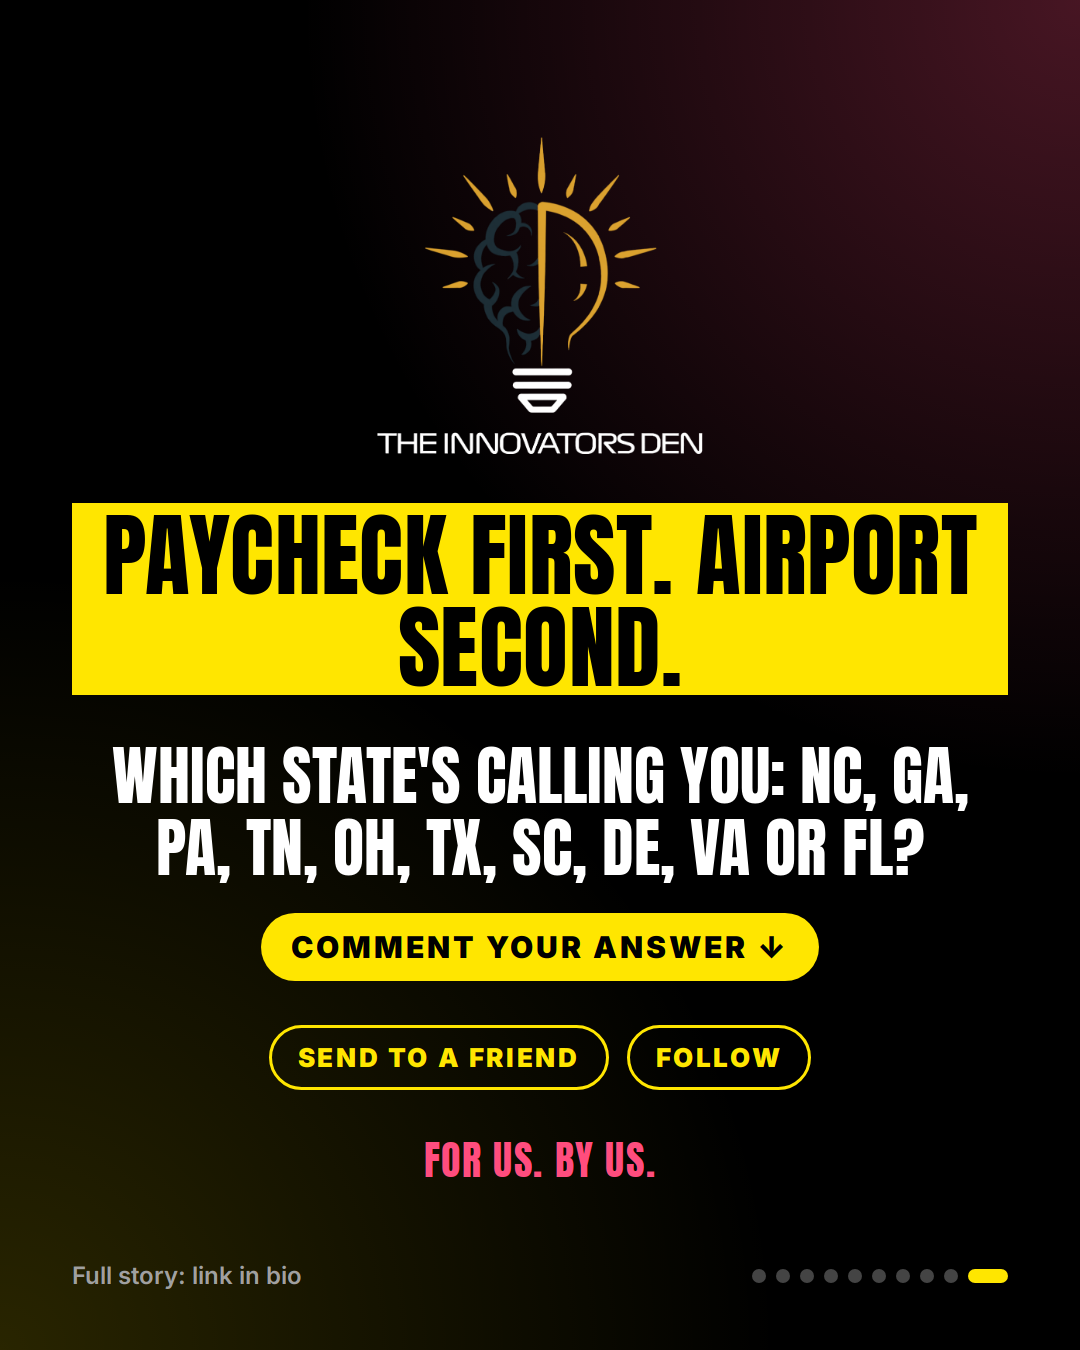 THE INNOVATORS DEN
PAYCHECK FIRST. AIRPORT
SECOND.
WHICH STATE'S CALLING YOU: NC, GA,
PA, TN, OH, TX, SC, DE, VA OR FL?
COMMENT YOUR ANSWER ↓
SEND TO A FRIEND
FOLLOW
FOR US. BY US.
Full story: link in bio